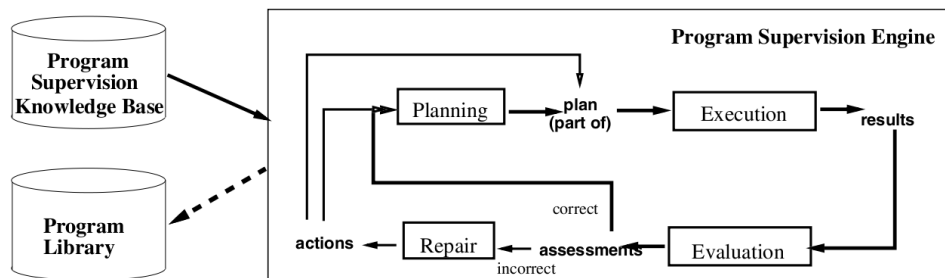 Program
Supervision
Knowledge Base
Program Supervision Engine
Planning
plan
(part of)
Execution
results
correct
actions
Repair
incorrect
assessments
Evaluation
Program
Library